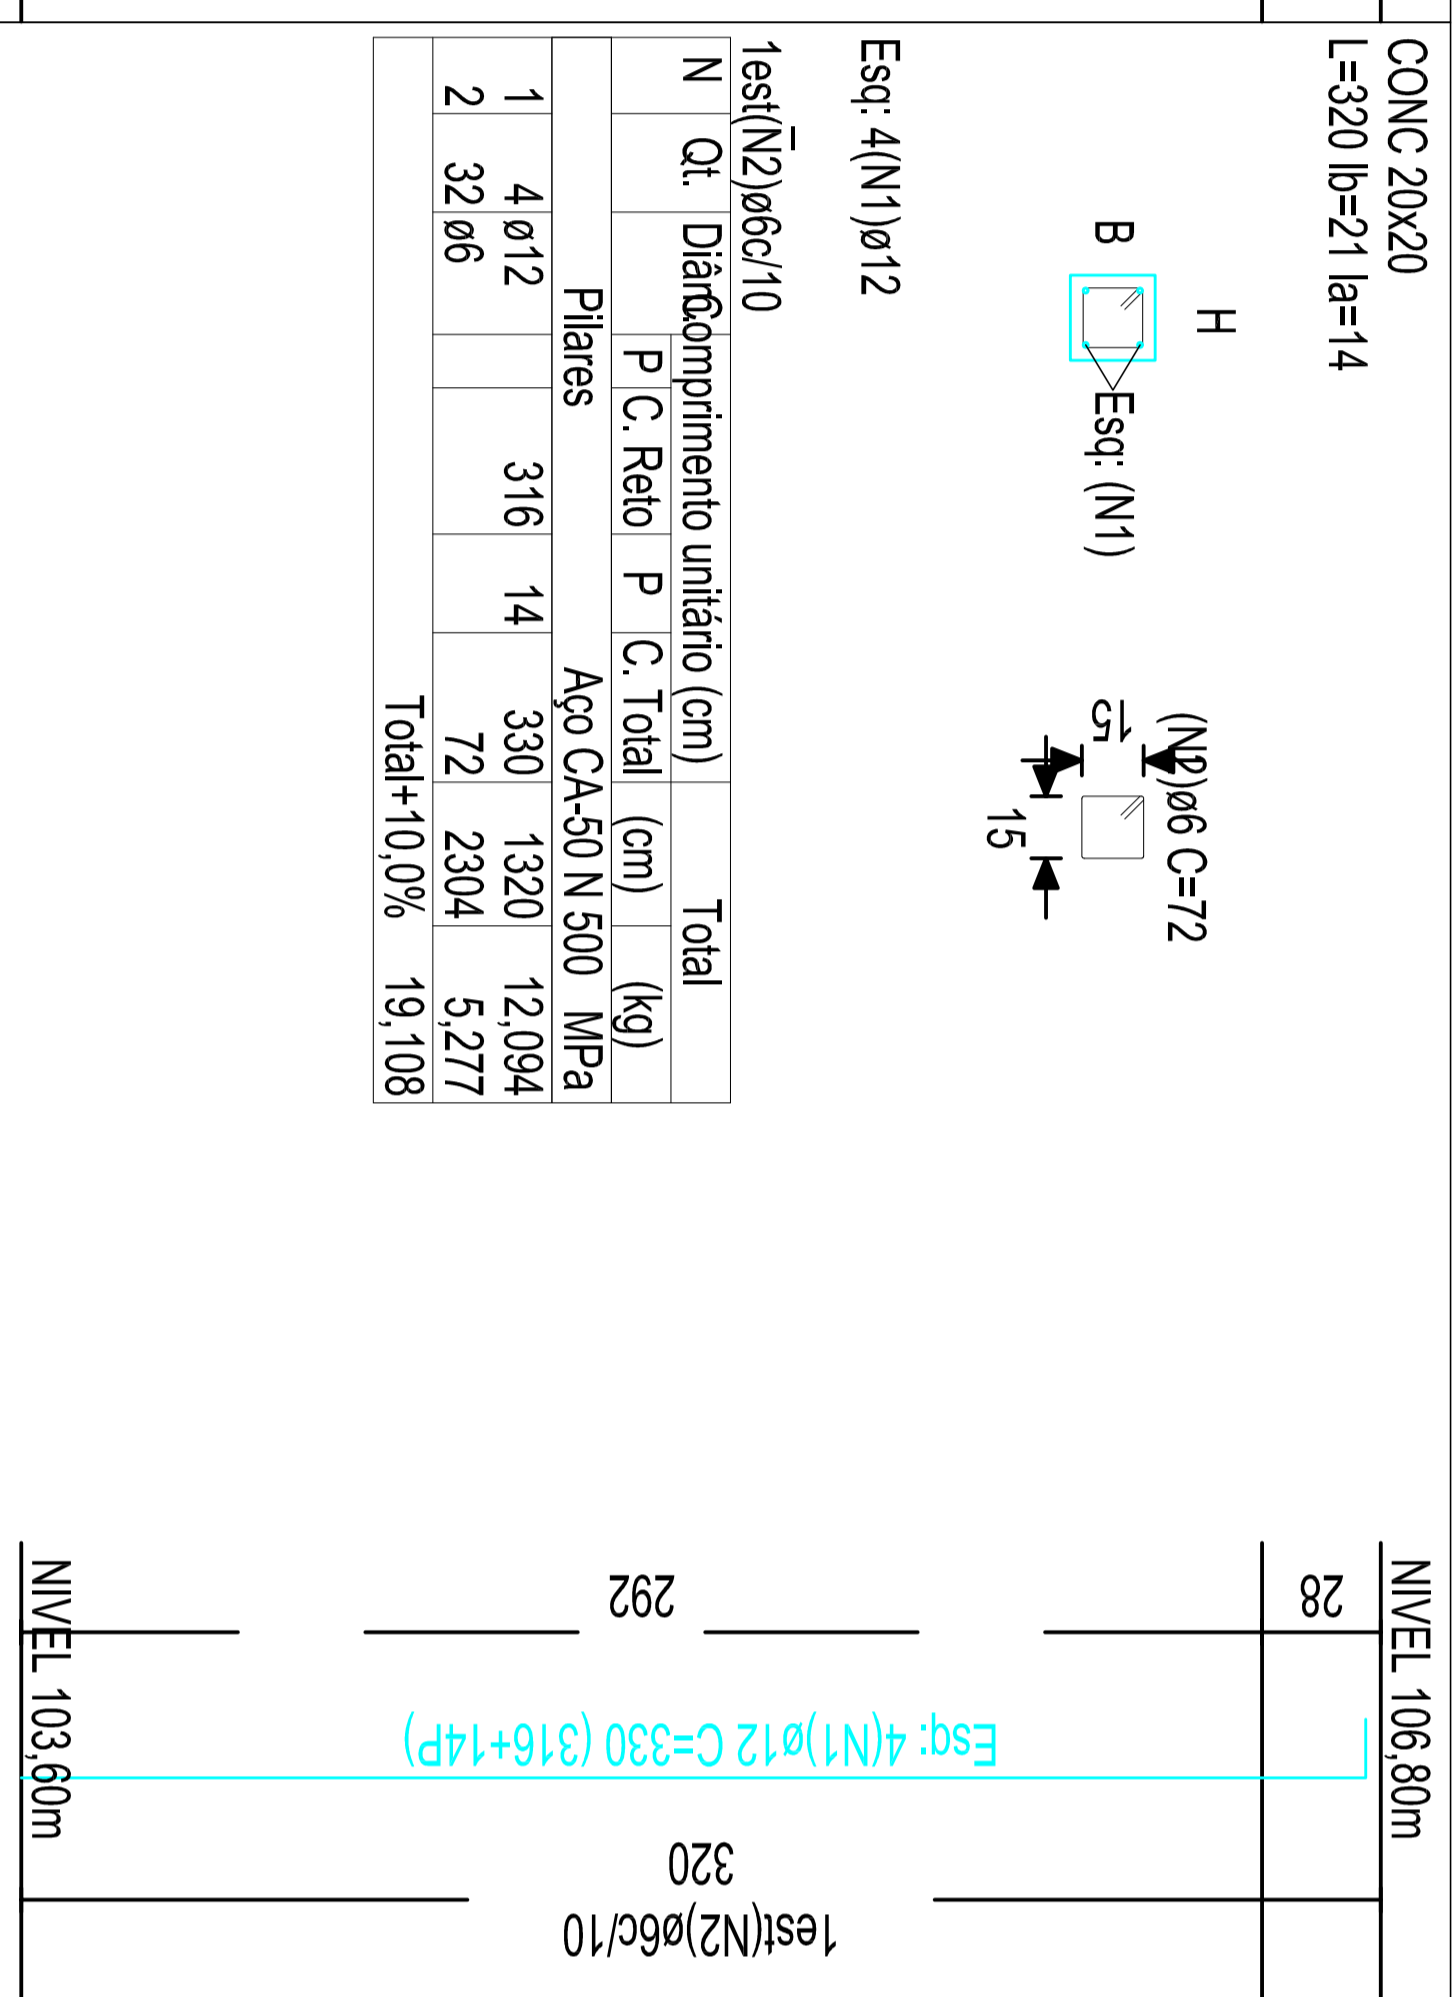 CONC 20x20
L=320 lb=21 la=14
H
B
Esq: (N1)
(N2)ø6 C=72
15
15
Esq: 4(N1)ø12
1est(N2)ø6c/10
N Qt. Diâm. Comprimento unitário (cm) Total
P C. Reto P C. Total (cm) (kg)
Pilares Aço CA-50 N 500 MPa
1 4 ø12 316 14 330 1320 12,094
2 32 ø6 72 2304 5,277
Total+10,0% 19,108
NIVEL 106,80m
28
292
Esq: 4(N1)ø12 C=330 (316+14P)
320
1est(N2)ø6c/10
NIVEL 103,60m